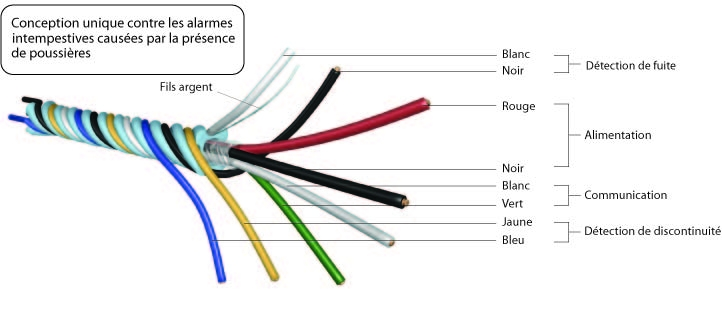 Conception unique contre les alarmes
intempestives causées par la présence
de poussières
Fils argent
Blanc
Noir
Détection de fuite
Rouge
Alimentation
Noir
Blanc
Communication
Vert
Jaune
Détection de discontinuité
Bleu